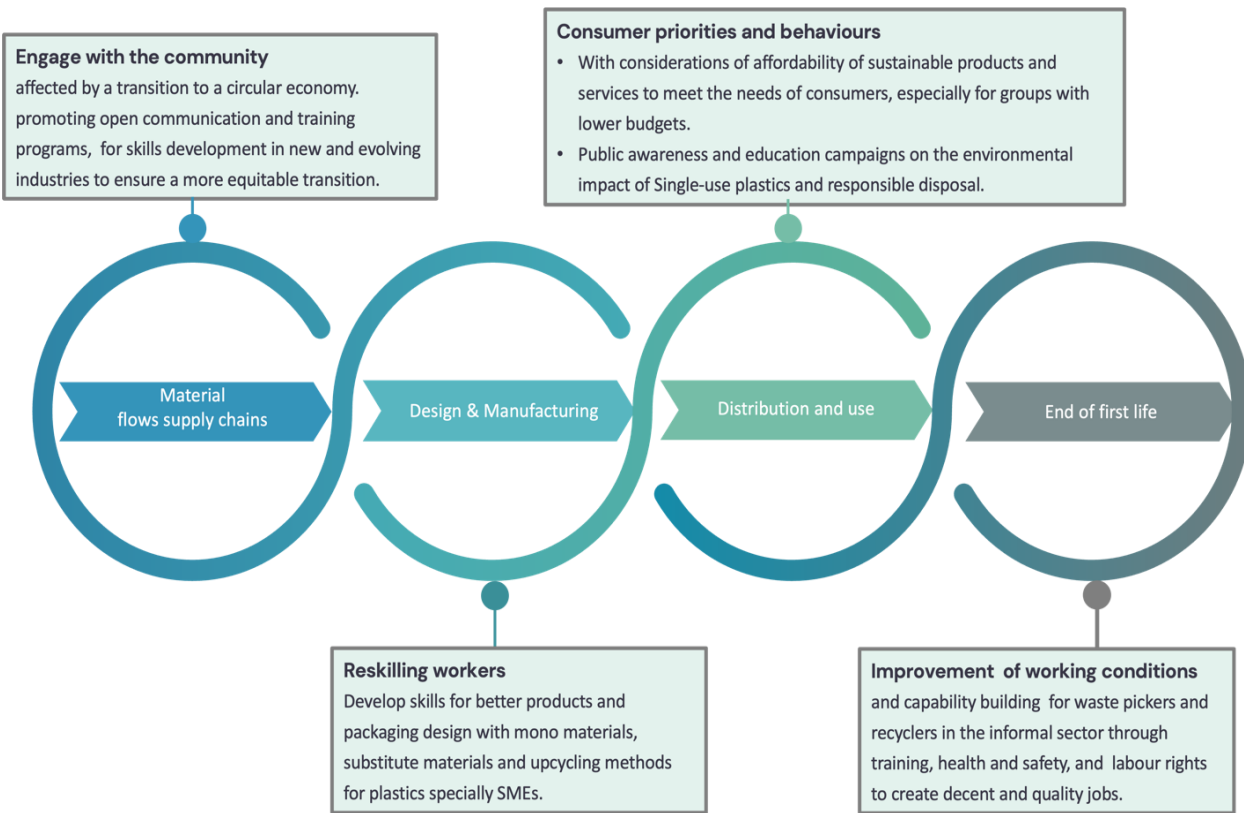 Engage with the community
affected by a transition to a circular economy.
promoting open communication and training
programs, for skills development in new and evolving
industries to ensure a more equitable transition.
Consumer priorities and behaviours
• With considerations of affordability of sustainable products and
services to meet the needs of consumers, especially for groups with
lower budgets.
• Public awareness and education campaigns on the environmental
impact of Single-use plastics and responsible disposal.
Material
flows supply chains
Design & Manufacturing
Distribution and use
End of first life
Reskilling workers
Develop skills for better products and
packaging design with mono materials,
substitute materials and upcycling methods
for plastics specially SMEs.
Improvement of working conditions
and capability building for waste pickers and
recyclers in the informal sector through
training, health and safety, and labour rights
to create decent and quality jobs.